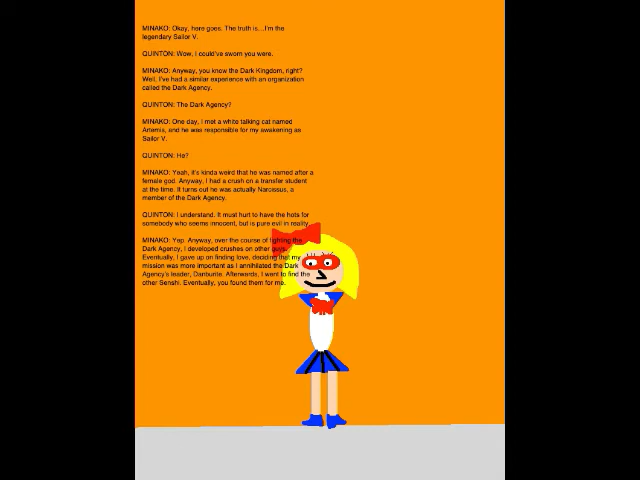 MINAKO: Okay, here goes. The truth is...I'm the
legendary Sailor V.
QUINTON: Wow, I could've sworn you were.
MINAKO: Anyway, you know the Dark Kingdom, right?
Well, I've had a similar experience with an organization
called the Dark Agency.
QUINTON: The Dark Agency?
MINAKO: One day, I met a white talking cat named
Artemis, and he was responsible for my awakening as
Sailor V.
QUINTON: He?
MINAKO: Yeah, it's kinda weird that he was named after a
female god. Anyway, I had a crush on a transfer student
at the time. It turns out he was actually Narcissus, a
member of the Dark Agency.
QUINTON: I understand. It must hurt to have the hots for
somebody who seems innocent, but is pure evil in reality.
MINAKO: Yep. Anyway, over the course of fighting the
Dark Agency, I developed crushes on other guys.
Eventually, I gave up on finding love, deciding that my
mission was more important as I annihilated the Dark
Agency's leader, Danburite. Afterwards, I went to find the
other Senshi. Eventually, you found them for me.